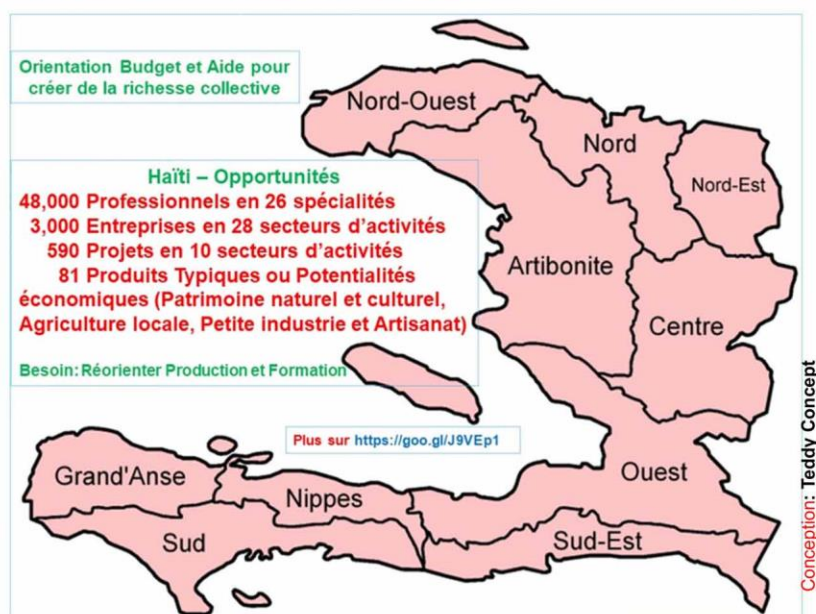 Orientation Budget et Aide pour
créer de la richesse collective
Nord-Ouest
Nord
Nord-Est
Haïti – Opportunités
48,000 Professionnels en 26 spécialités
3,000 Entreprises en 28 secteurs d'activités
590 Projets en 10 secteurs d'activités
81 Produits Typiques ou Potentialités
économiques (Patrimoine naturel et culturel,
Agriculture locale, Petite industrie et Artisanat)
Besoin: Réorienter Production et Formation
Artibonite
Centre
Plus sur https://goo.gl/J9VEp1
Ouest
Grand'Anse
Nippes
Sud
Sud-Est
Conception: Teddy Concept